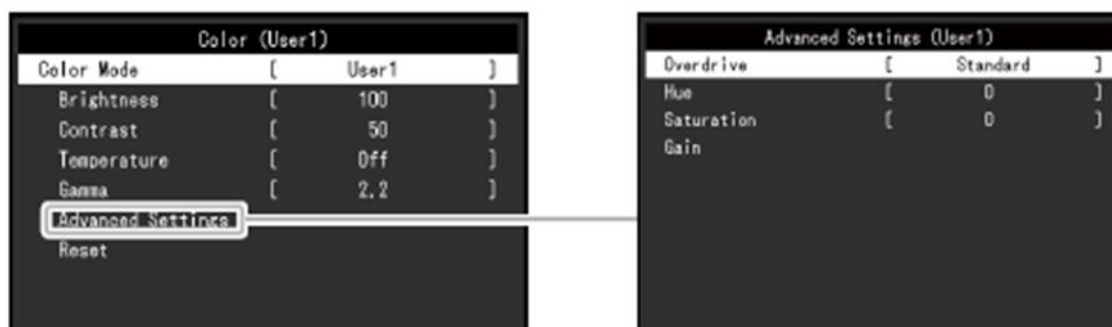 Color (User1)
Color Mode [ User1 ]
Brightness [ 100 ]
Contrast [ 50 ]
Temperature [ Off ]
Gamma [ 2.2 ]
Advanced Settings
Reset
Advanced Settings (User1)
Overdrive [ Standard ]
Hue [ 0 ]
Saturation [ 0 ]
Gain